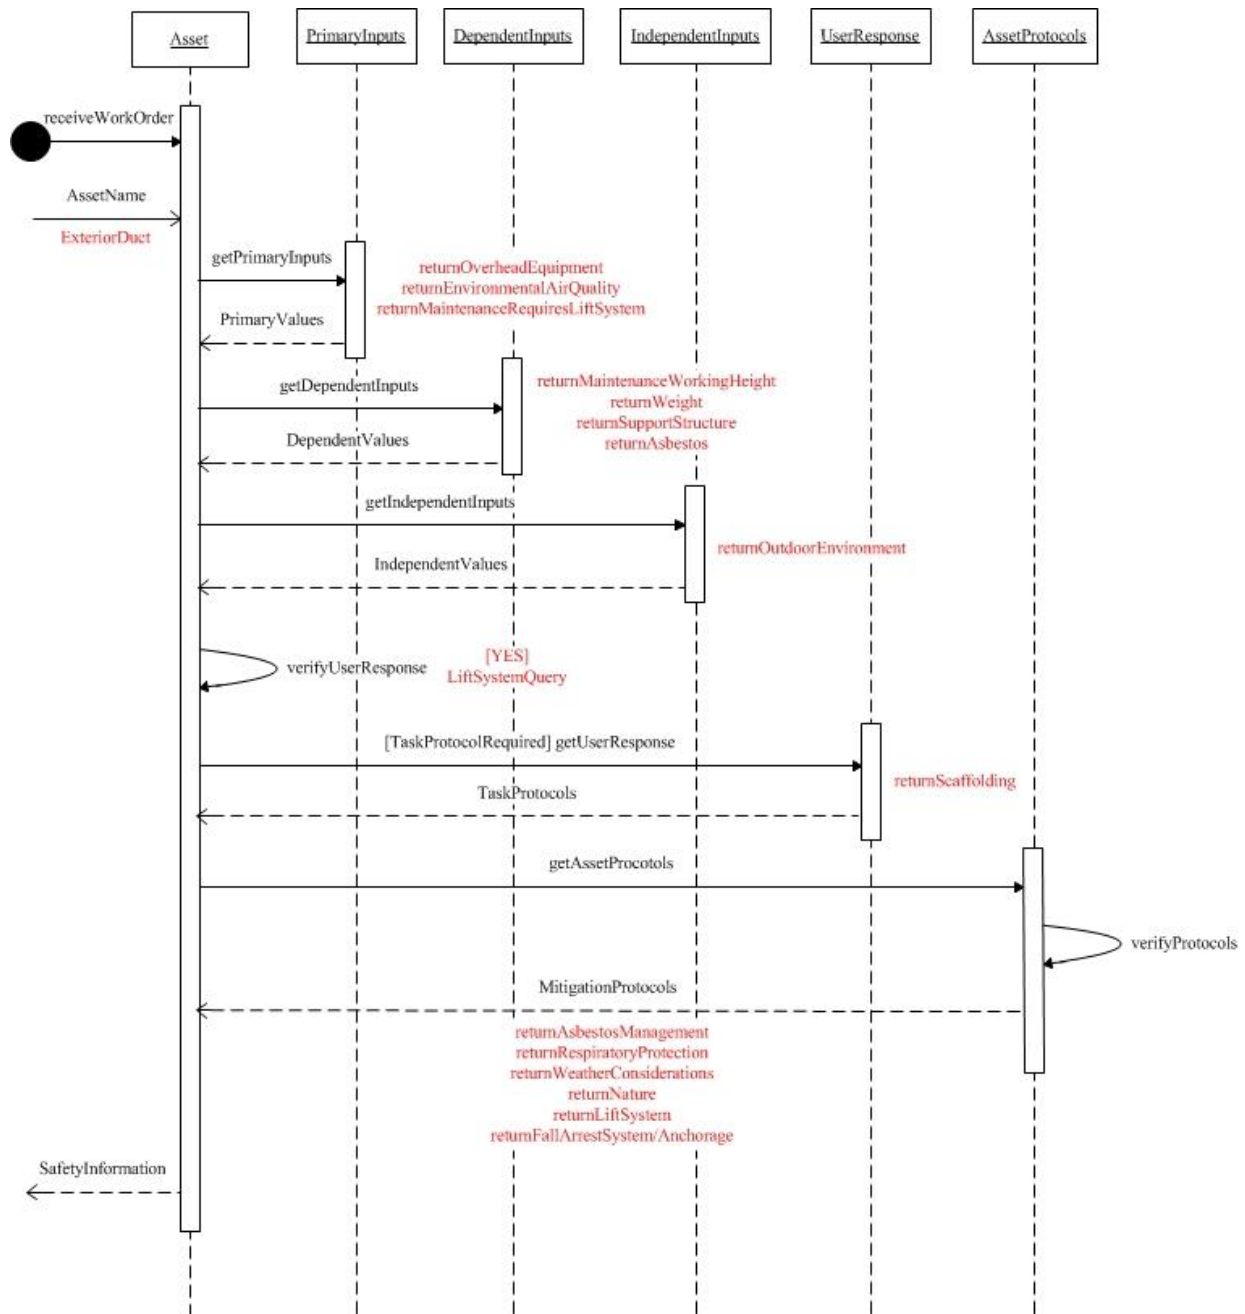 Asset
PrimaryInputs
DependentInputs
IndependentInputs
UserResponse
AssetProtocols
receiveWorkOrder
AssetName
ExteriorDuct
getPrimaryInputs
returnOverheadEquipment
returnEnvironmentalAirQuality
returnMaintenanceRequiresLiftSystem
PrimaryValues
getDependentInputs
returnMaintenanceWorkingHeight
returnWeight
returnSupportStructure
returnAsbestos
DependentValues
getIndependentInputs
returnOutdoorEnvironment
IndependentValues
verifyUserResponse
[YES]
LiftSystemQuery
[TaskProtocolRequired] getUserResponse
returnScaffolding
TaskProtocols
getAssetProcotols
verifyProtocols
MitigationProtocols
returnAsbestosManagement
returnRespiratoryProtection
returnWeatherConsiderations
returnNature
returnLiftSystem
returnFallArrestSystem/Anchorage
SafetyInformation